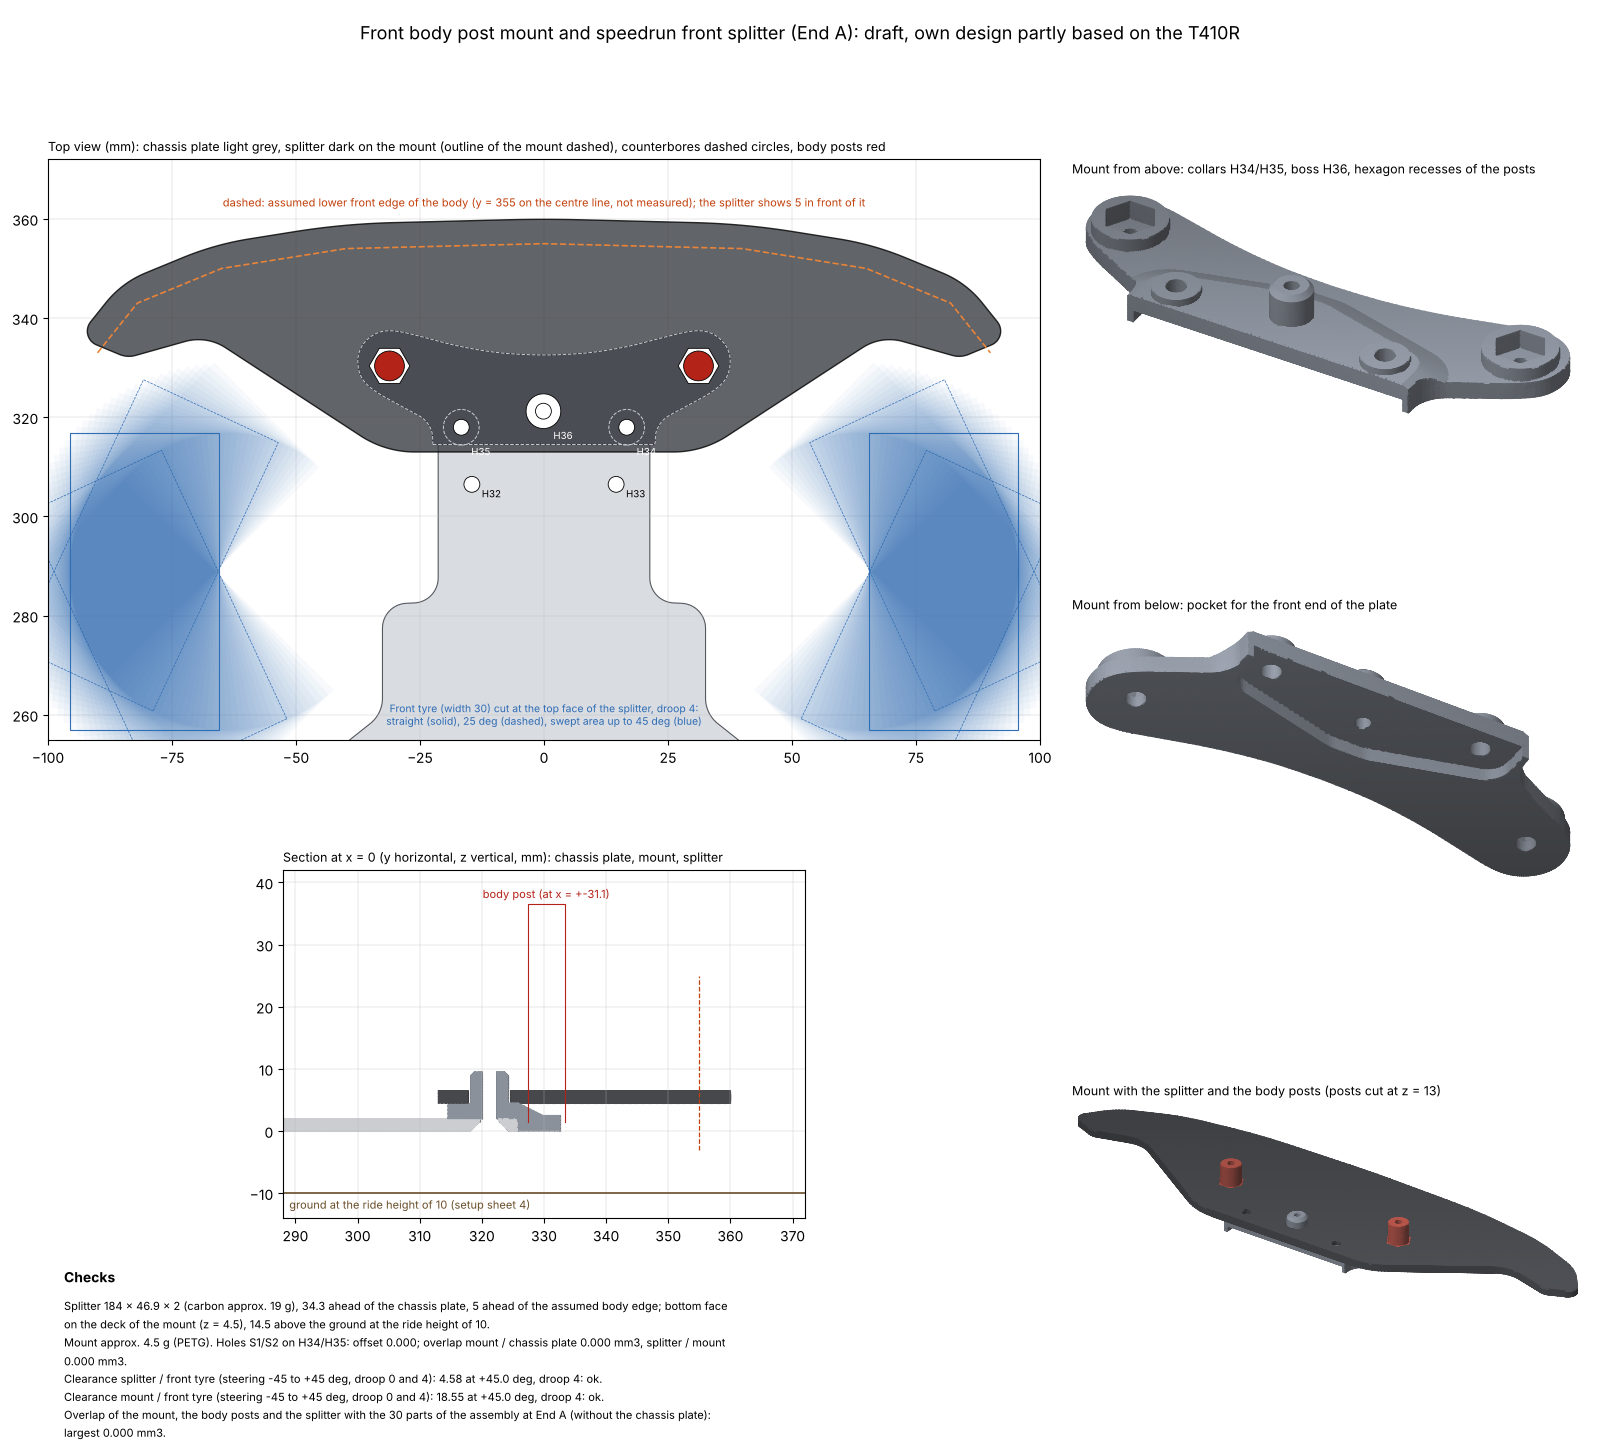 Front body post mount and speedrun front splitter (End A): draft, own design partly based on the T410R
Top view (mm): chassis plate light grey, splitter dark on the mount (outline of the mount dashed), counterbores dashed circles, body posts red
dashed: assumed lower front edge of the body (y = 355 on the centre line, not measured); the splitter shows 5 in front of it
360
340
320
300
280
260
H36
H35
H34
H32
H33
Front tyre (width 30) cut at the top face of the splitter, droop 4:
straight (solid), 25 deg (dashed), swept area up to 45 deg (blue)
−100
−75
−50
−25
0
25
50
75
100
Mount from above: collars H34/H35, boss H36, hexagon recesses of the posts
Mount from below: pocket for the front end of the plate
Mount with the splitter and the body posts (posts cut at z = 13)
Section at x = 0 (y horizontal, z vertical, mm): chassis plate, mount, splitter
40
30
20
10
0
−10
body post (at x = +-31.1)
ground at the ride height of 10 (setup sheet 4)
290
300
310
320
330
340
350
360
370
Checks
Splitter 184 × 46.9 × 2 (carbon approx. 19 g), 34.3 ahead of the chassis plate, 5 ahead of the assumed body edge; bottom face
on the deck of the mount (z = 4.5), 14.5 above the ground at the ride height of 10.
Mount approx. 4.5 g (PETG). Holes S1/S2 on H34/H35: offset 0.000; overlap mount / chassis plate 0.000 mm3, splitter / mount
0.000 mm3.
Clearance splitter / front tyre (steering -45 to +45 deg, droop 0 and 4): 4.58 at +45.0 deg, droop 4: ok.
Clearance mount / front tyre (steering -45 to +45 deg, droop 0 and 4): 18.55 at +45.0 deg, droop 4: ok.
Overlap of the mount, the body posts and the splitter with the 30 parts of the assembly at End A (without the chassis plate):
largest 0.000 mm3.